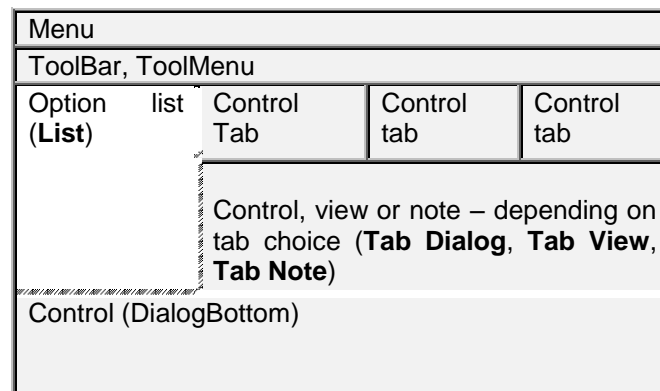 Menu
ToolBar, ToolMenu
Option list
(List)
Control
Tab
Control
tab
Control
tab
Control, view or note – depending on
tab choice (Tab Dialog, Tab View,
Tab Note)
Control (DialogBottom)